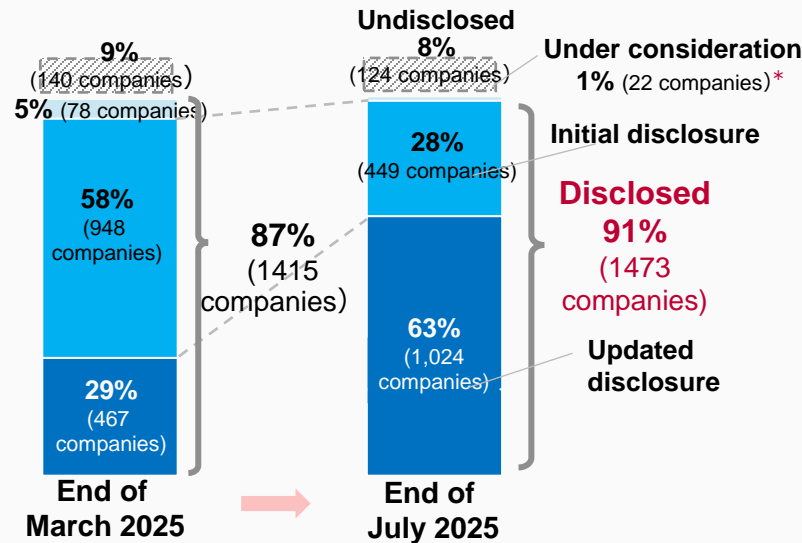 9%
(140 companies)
5% (78 companies)
58%
(948
companies)
29%
(467
companies)
87%
(1415
companies)
End of
March 2025
Undisclosed
8%
(124 companies)
Under consideration
1% (22 companies)*
28%
(449 companies)
Initial disclosure
Disclosed
91%
(1473
companies)
63%
(1,024
companies)
Updated
disclosure
End of
July 2025